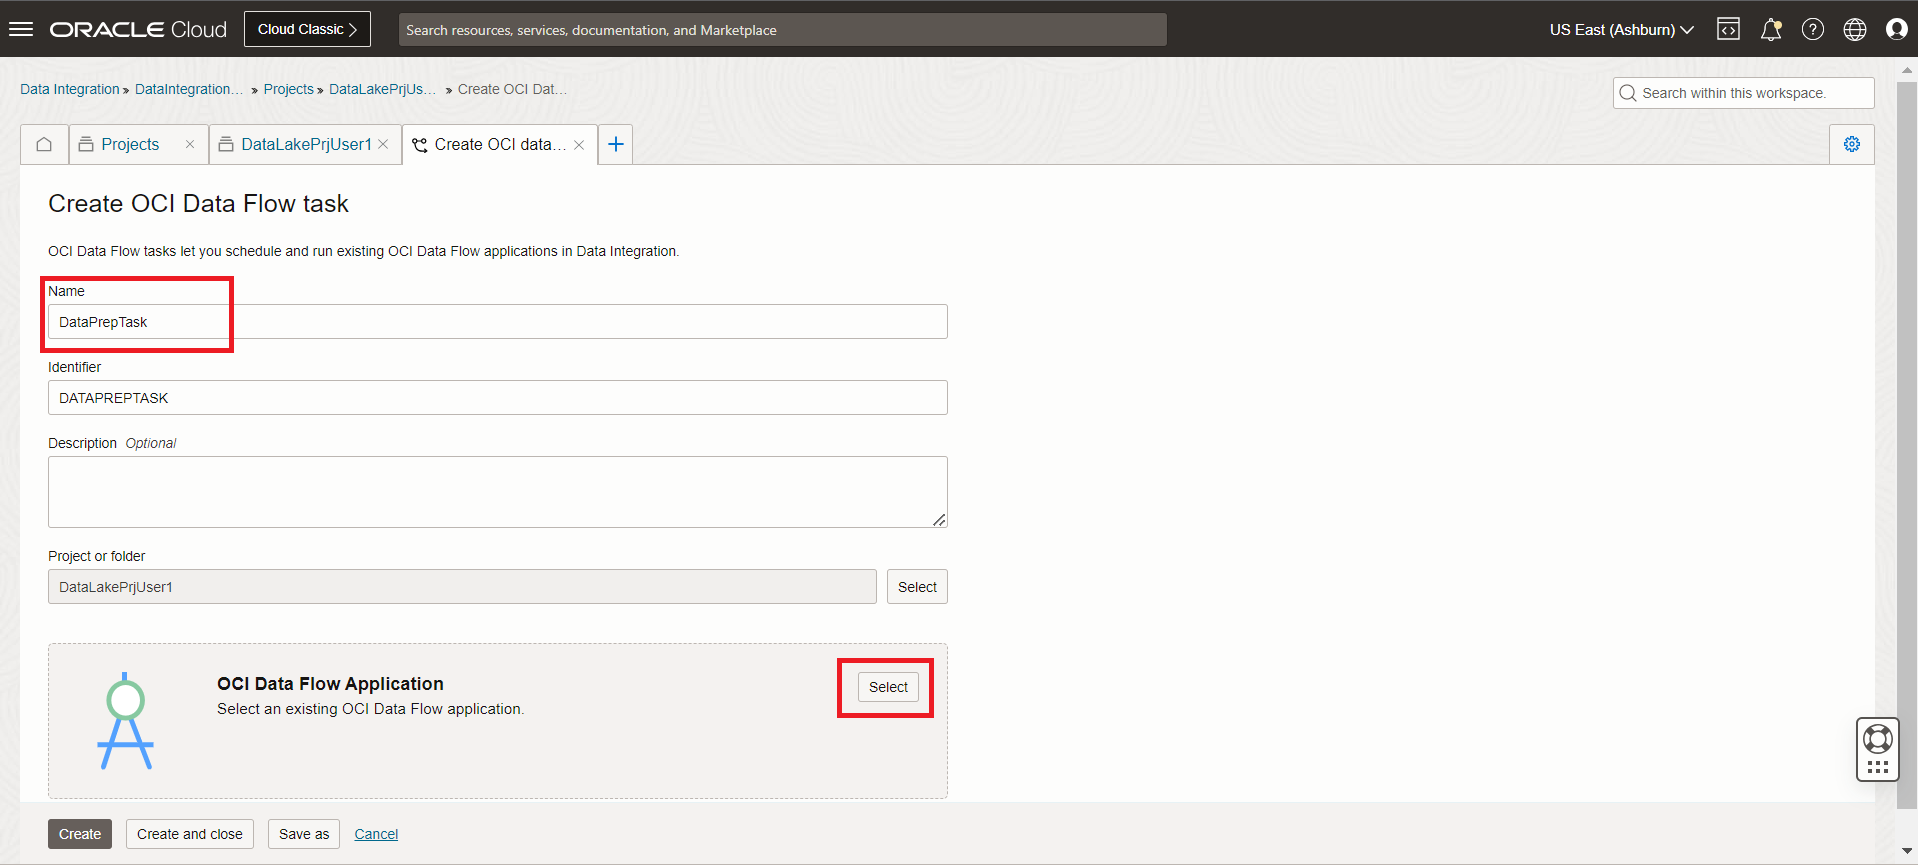 ORACLE Cloud
Cloud Classic
Search resources, services, documentation, and Marketplace
US East (Ashburn)
Data Integration » DataIntegration... » Projects » DataLakePrjUs... » Create OCI Dat...
Search within this workspace.
Projects
DataLakePrjUser1
Create OCI data...
Create OCI Data Flow task
OCI Data Flow tasks let you schedule and run existing OCI Data Flow applications in Data Integration.
Name
DataPrepTask
Identifier
DATAPREPTASK
Description Optional
Project or folder
DataLakePrjUser1
Select
OCI Data Flow Application
Select
Select an existing OCI Data Flow application.
Create
Create and close
Save as
Cancel